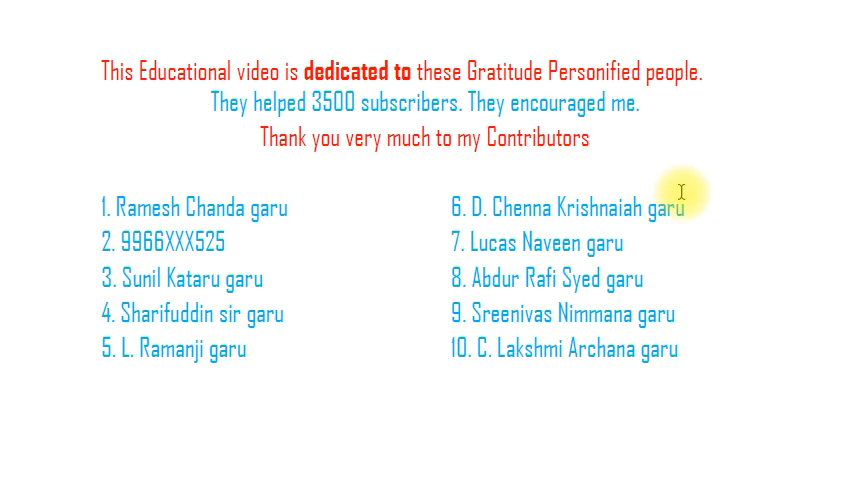 This Educational video is dedicated to these Gratitude Personified people.
They helped 3500 subscribers. They encouraged me.
Thank you very much to my Contributors
1. Ramesh Chanda garu
2. 9966XXX525
3. Sunil Kataru garu
4. Sharifuddin sir garu
5. L. Ramanji garu
6. D. Chenna Krishnaiah garu
7. Lucas Naveen garu
8. Abdur Rafi Syed garu
9. Sreenivas Nimmana garu
10. C. Lakshmi Archana garu